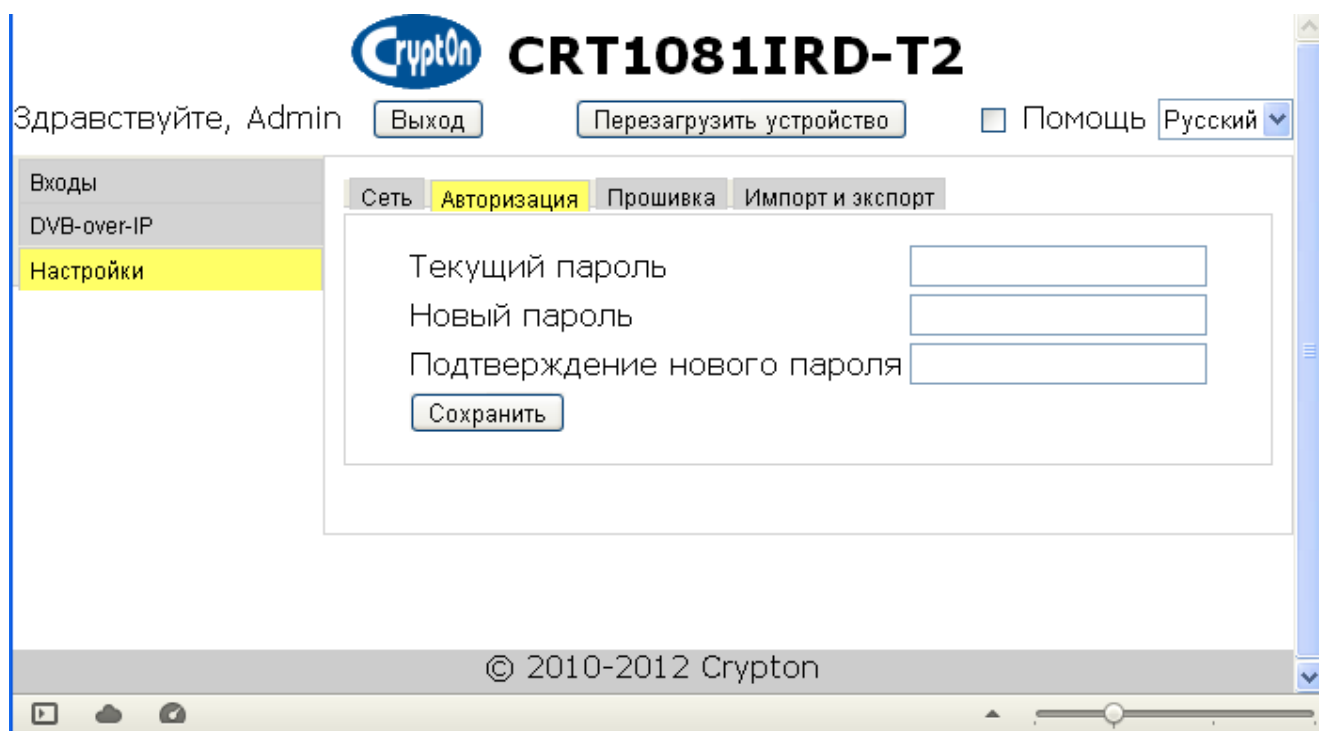 CryptOn CRT1081IRD-T2
Здравствуйте, Admin Выход Перезагрузить устройство Помощь Русский
Входы
DVB-over-IP
Настройки
Сеть Авторизация Прошивка Импорт и экспорт
Текущий пароль
Новый пароль
Подтверждение нового пароля
Сохранить
© 2010-2012 Crypton